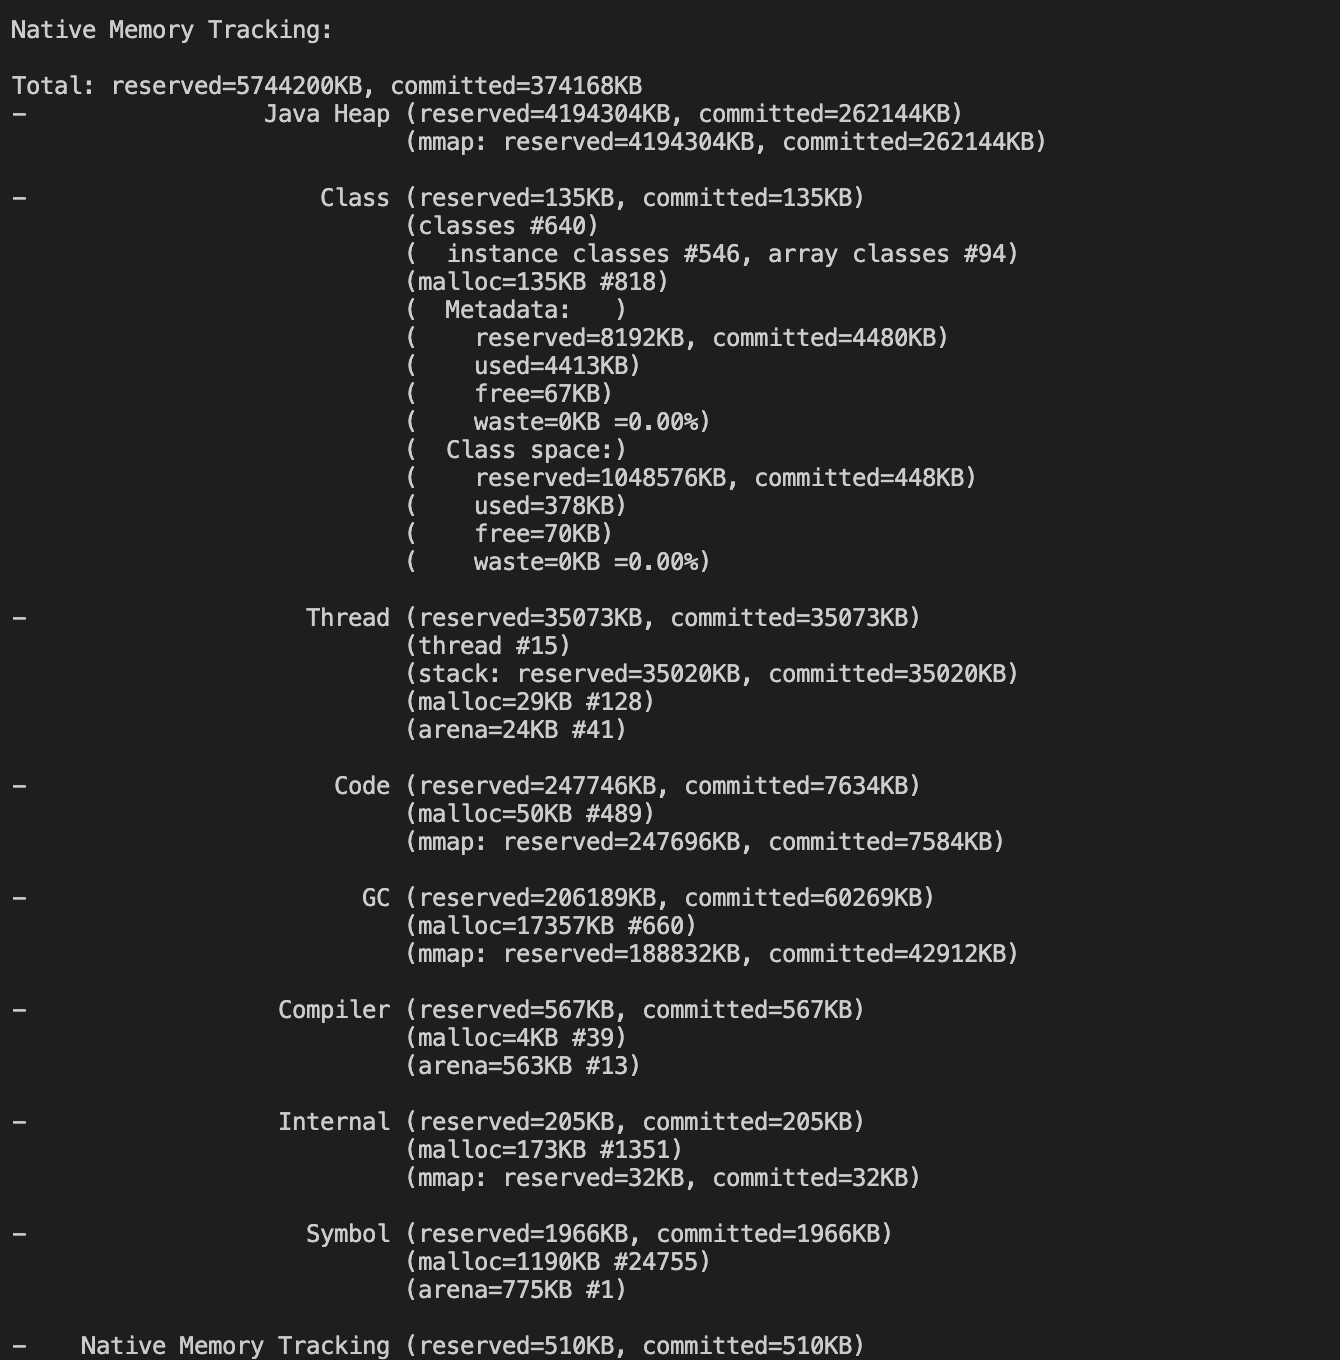 Native Memory Tracking:
Total: reserved=5744200KB, committed=374168KB
- Java Heap (reserved=4194304KB, committed=262144KB)
(mmap: reserved=4194304KB, committed=262144KB)
- Class (reserved=135KB, committed=135KB)
(classes #640)
( instance classes #546, array classes #94)
(malloc=135KB #818)
( Metadata: )
( reserved=8192KB, committed=4480KB)
( used=4413KB)
( free=67KB)
( waste=0KB =0.00%)
( Class space:)
( reserved=1048576KB, committed=448KB)
( used=378KB)
( free=70KB)
( waste=0KB =0.00%)
- Thread (reserved=35073KB, committed=35073KB)
(thread #15)
(stack: reserved=35020KB, committed=35020KB)
(malloc=29KB #128)
(arena=24KB #41)
- Code (reserved=247746KB, committed=7634KB)
(malloc=50KB #489)
(mmap: reserved=247696KB, committed=7584KB)
- GC (reserved=206189KB, committed=60269KB)
(malloc=17357KB #660)
(mmap: reserved=188832KB, committed=42912KB)
- Compiler (reserved=567KB, committed=567KB)
(malloc=4KB #39)
(arena=563KB #13)
- Internal (reserved=205KB, committed=205KB)
(malloc=173KB #1351)
(mmap: reserved=32KB, committed=32KB)
- Symbol (reserved=1966KB, committed=1966KB)
(malloc=1190KB #24755)
(arena=775KB #1)
- Native Memory Tracking (reserved=510KB, committed=510KB)